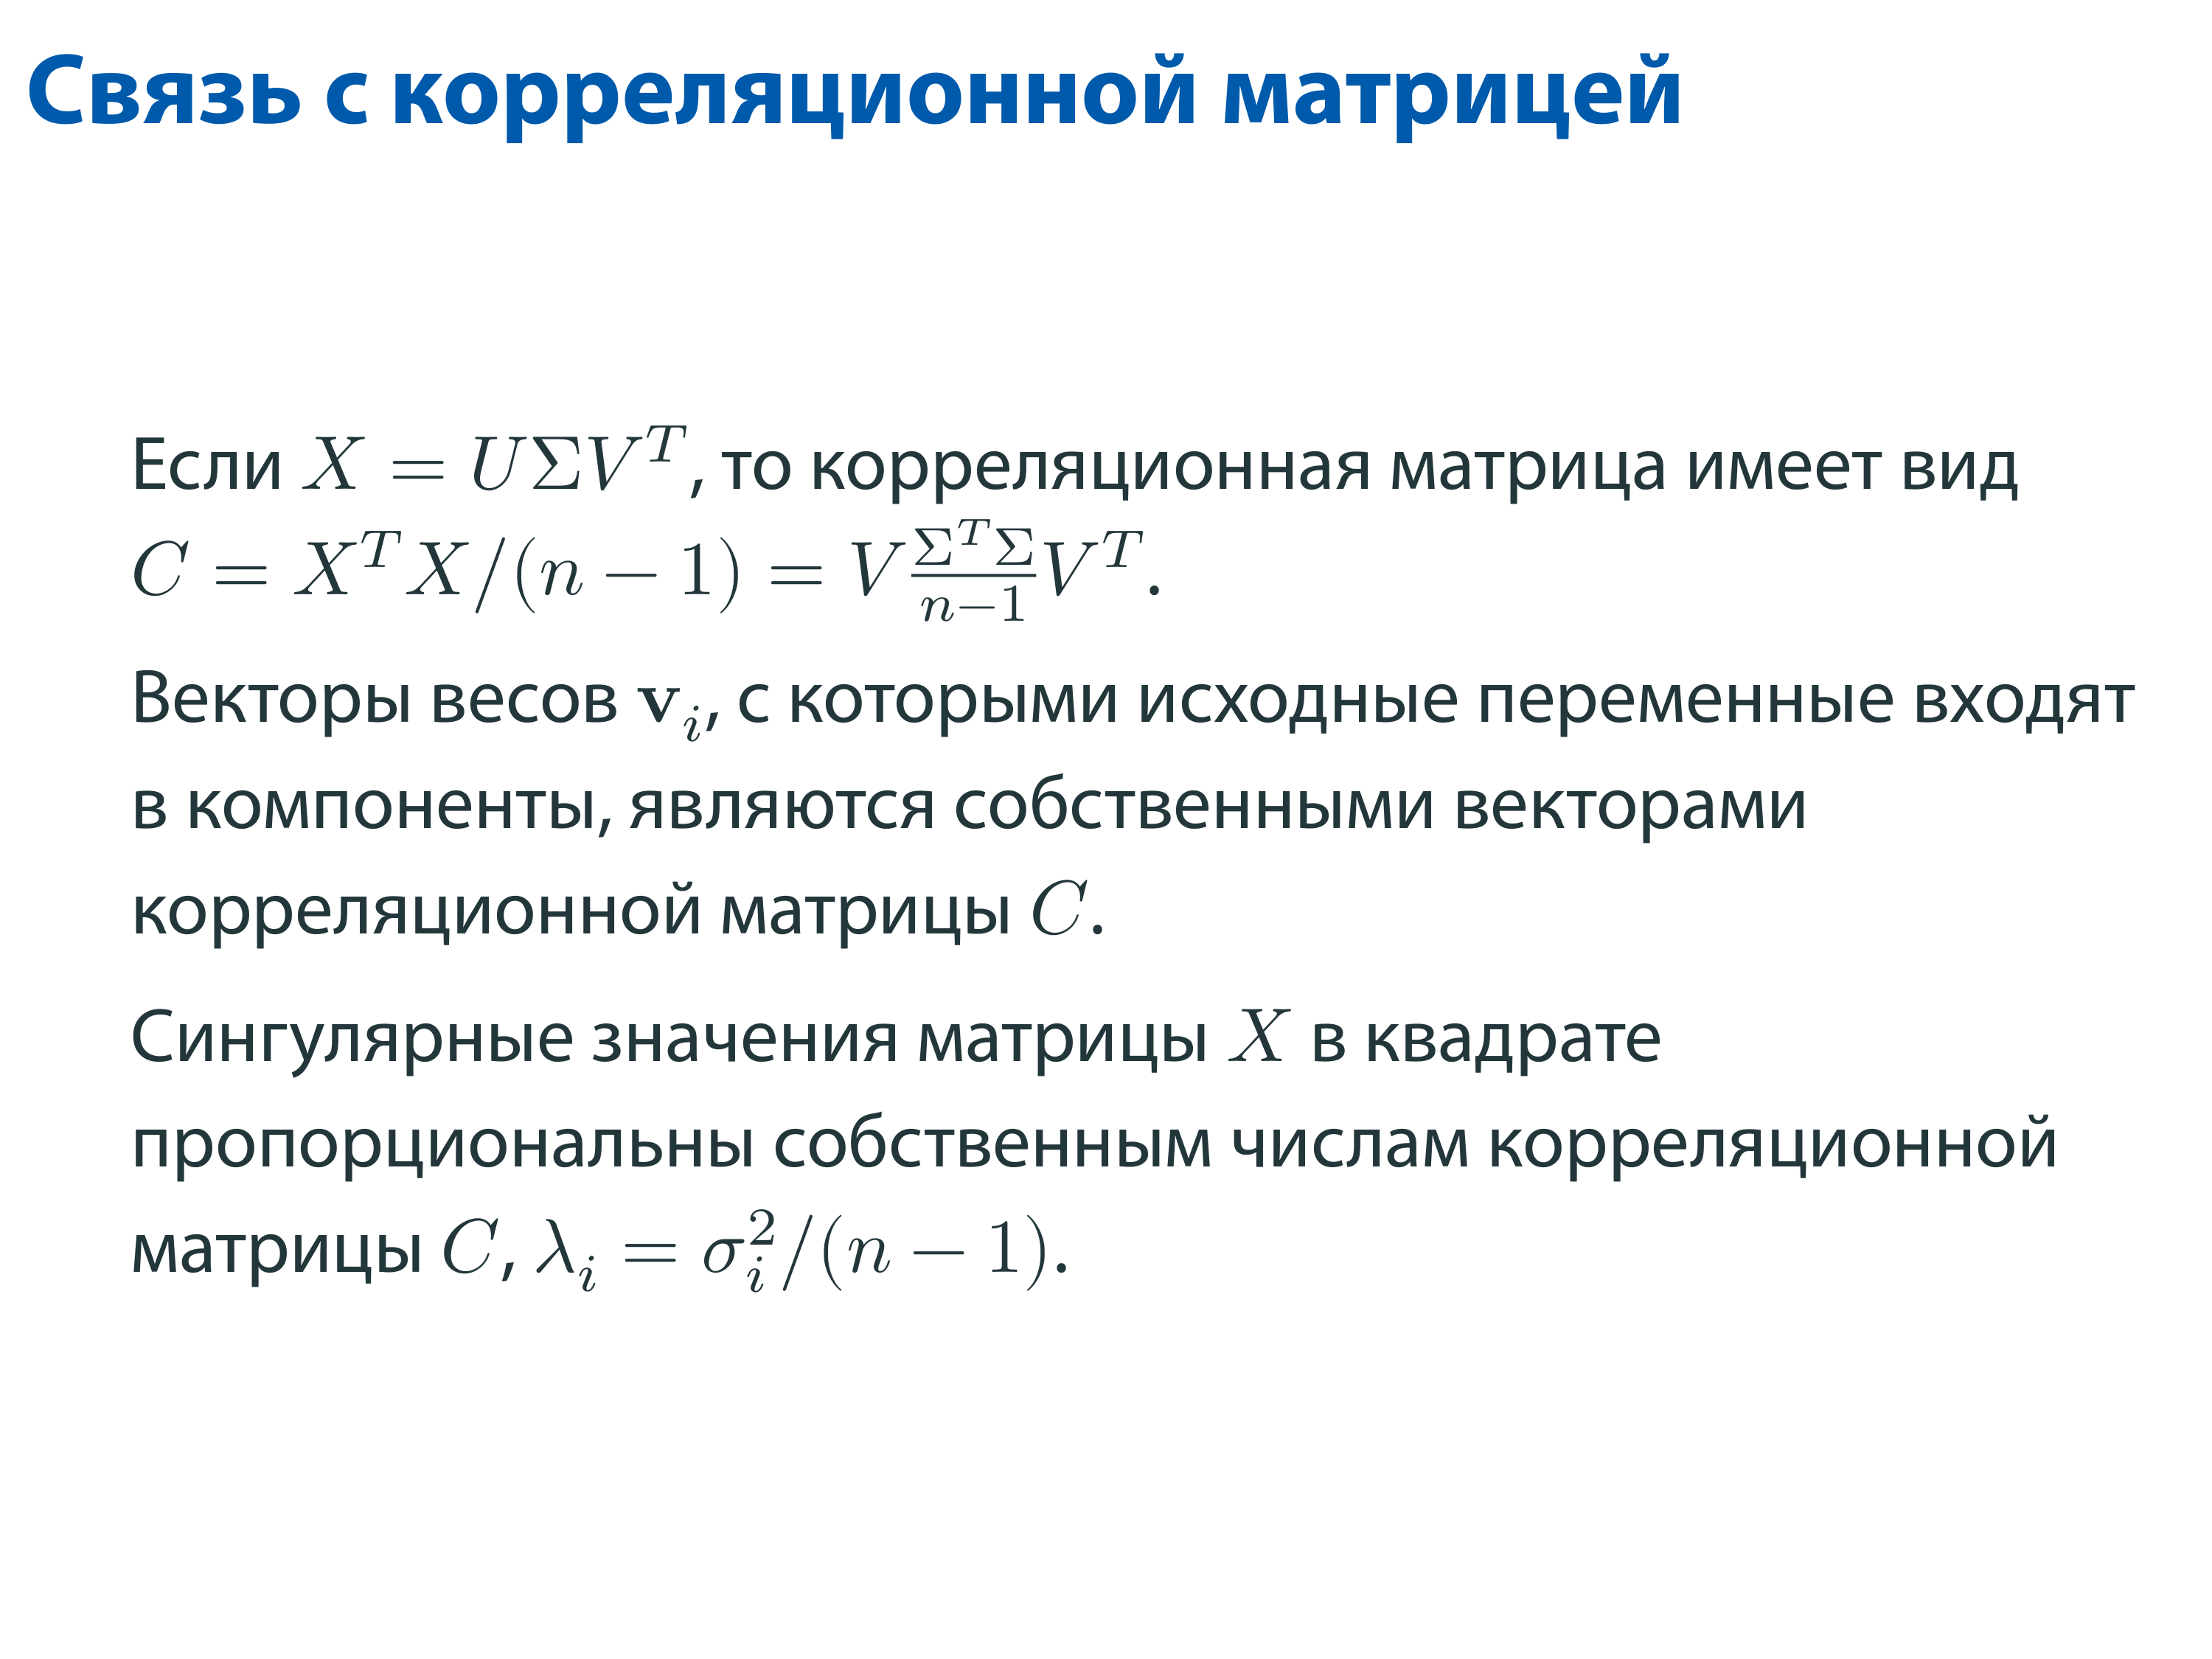 Связь с корреляционной матрицей
Если $X = U\Sigma V^T$, то корреляционная матрица имеет вид
$C = X^T X/(n-1) = V\frac{\Sigma^T\Sigma}{n-1}V^T$.
Векторы весов $\mathbf{v}_i$, с которыми исходные переменные входят
в компоненты, являются собственными векторами
корреляционной матрицы $C$.
Сингулярные значения матрицы $X$ в квадрате
пропорциональны собственным числам корреляционной
матрицы $C$, $\lambda_i = \sigma_i^2/(n-1)$.